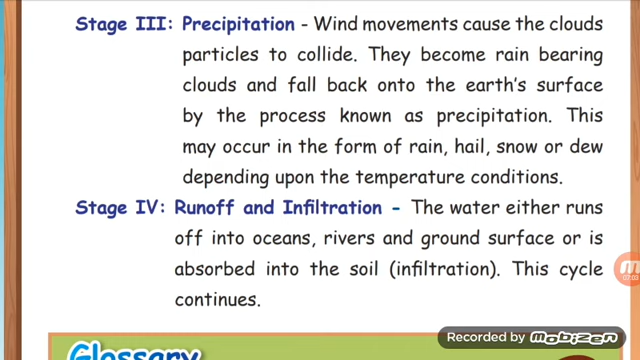 Stage III: Precipitation - Wind movements cause the clouds
particles to collide. They become rain bearing
clouds and fall back onto the earth's surface
by the process known as precipitation. This
may occur in the form of rain, hail, snow or dew
depending upon the temperature conditions.
Stage IV: Runoff and Infiltration - The water either runs
off into oceans, rivers and ground surface or is
absorbed into the soil (infiltration). This cycle
continues.
M
07:03
Recorded by mobizen
Glossary